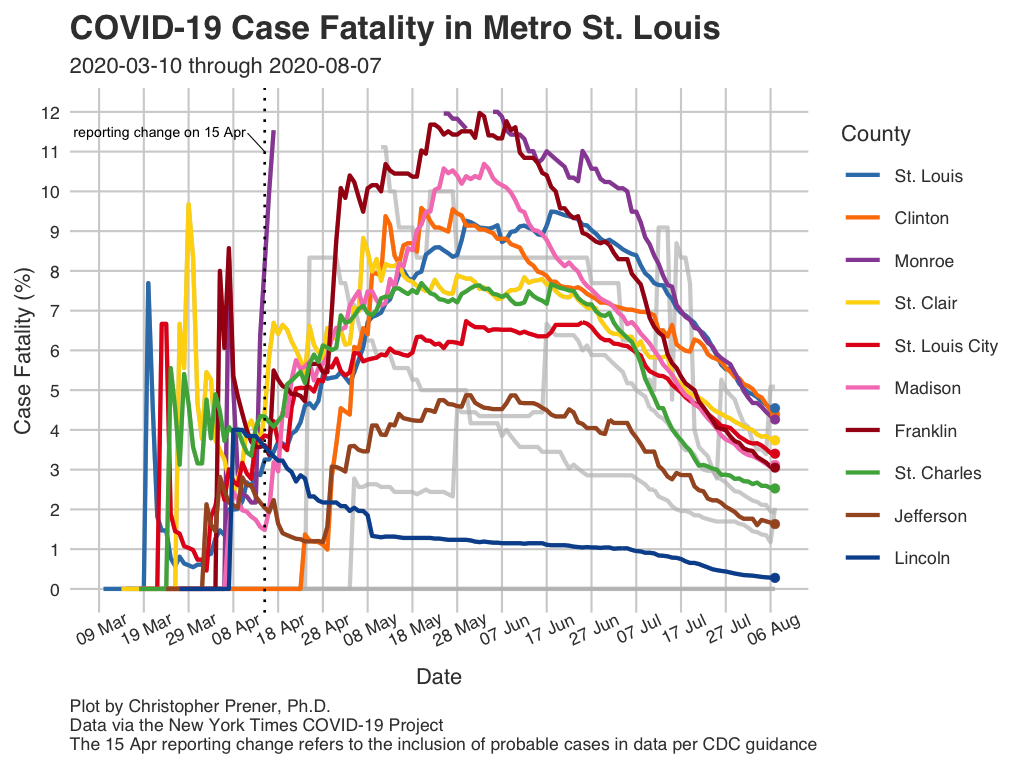 COVID-19 Case Fatality in Metro St. Louis
2020-03-10 through 2020-08-07
reporting change on 15 Apr
Case Fatality (%)
12
11
10
9
8
7
6
5
4
3
2
1
0
09 Mar
19 Mar
29 Mar
08 Apr
18 Apr
28 Apr
08 May
18 May
28 May
07 Jun
17 Jun
27 Jun
07 Jul
17 Jul
27 Jul
06 Aug
Date
County
St. Louis
Clinton
Monroe
St. Clair
St. Louis City
Madison
Franklin
St. Charles
Jefferson
Lincoln
Plot by Christopher Prener, Ph.D.
Data via the New York Times COVID-19 Project
The 15 Apr reporting change refers to the inclusion of probable cases in data per CDC guidance